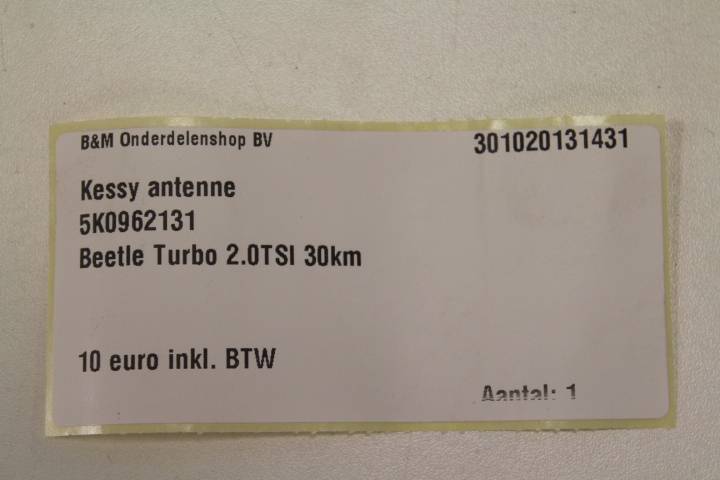 B&M Onderdelenshop BV 301020131431
Kessy antenne
5K0962131
Beetle Turbo 2.0TSI 30km
10 euro inkl. BTW
Aantal: 1